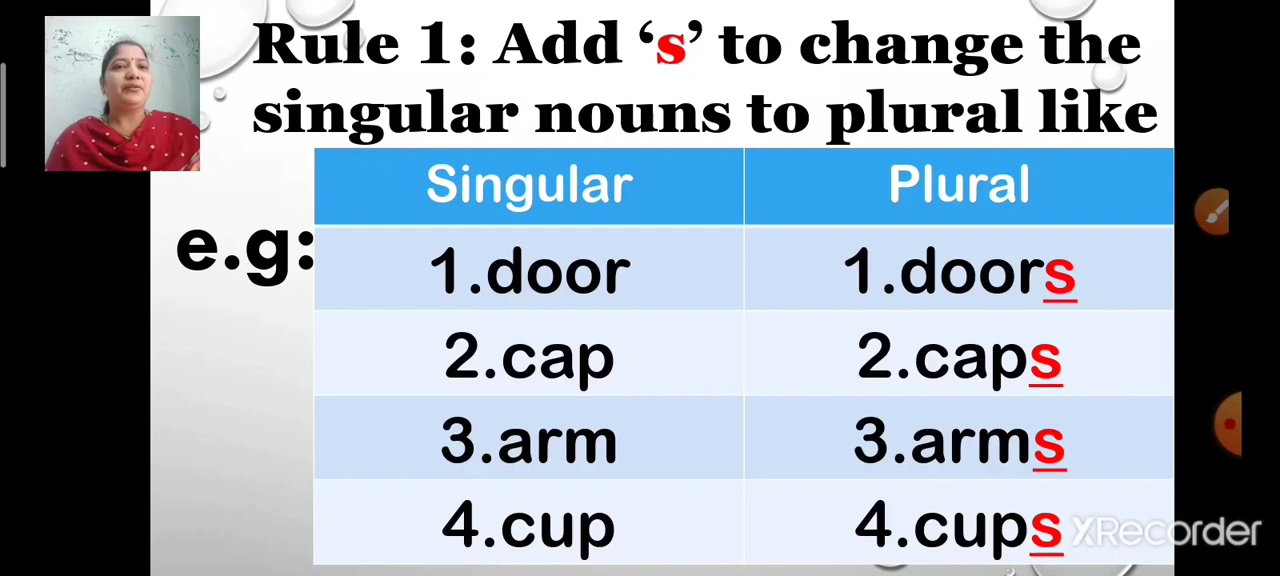 Rule 1: Add ‘s’ to change the
singular nouns to plural like
e.g:
Singular Plural
1.door 1.doors
2.cap 2.caps
3.arm 3.arms
4.cup 4.cups
XRecorder